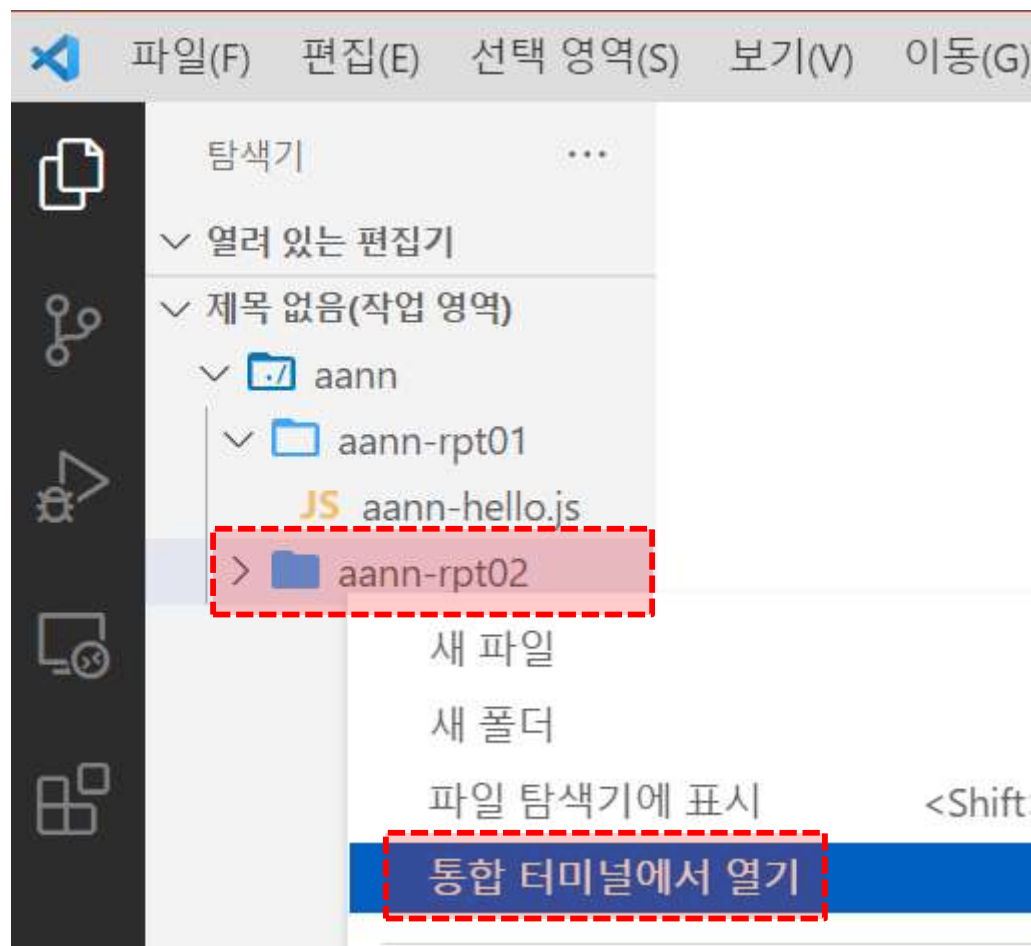 파일(F) 편집(E) 선택 영역(S) 보기(V) 이동(G)
탐색기 ...
열려 있는 편집기
제목 없음(작업 영역)
./ aann
aann-rpt01
JS aann-hello.js
aann-rpt02
새 파일
새 폴더
파일 탐색기에 표시 <Shift>
통합 터미널에서 열기